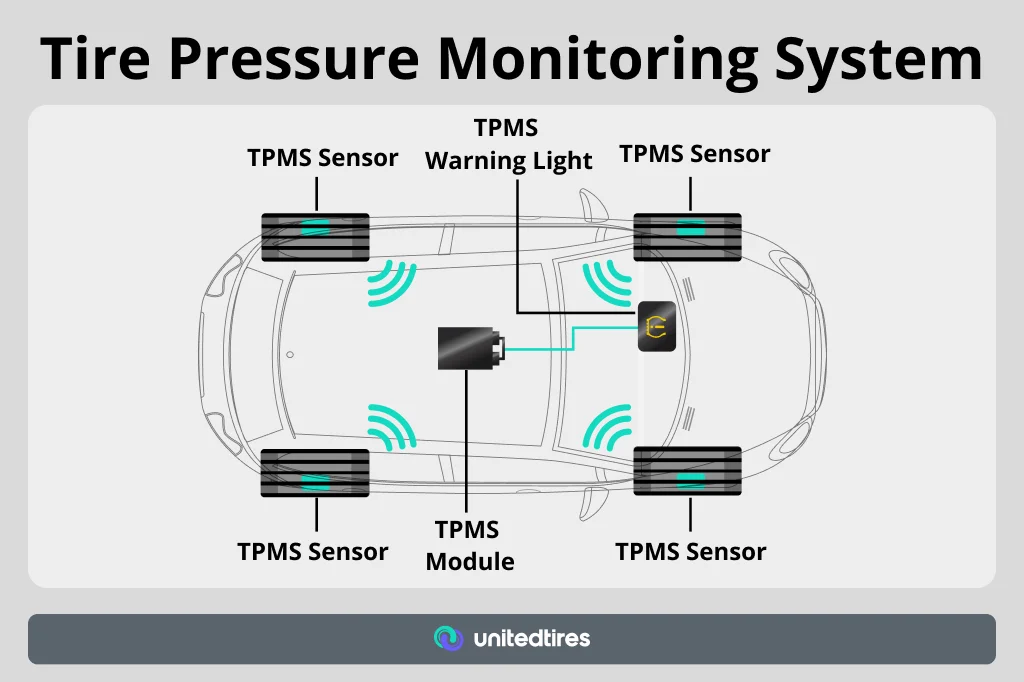 Tire Pressure Monitoring System
TPMS
Warning Light
TPMS Sensor
TPMS Sensor
TPMS Sensor
TPMS
Module
TPMS Sensor
unitedtires